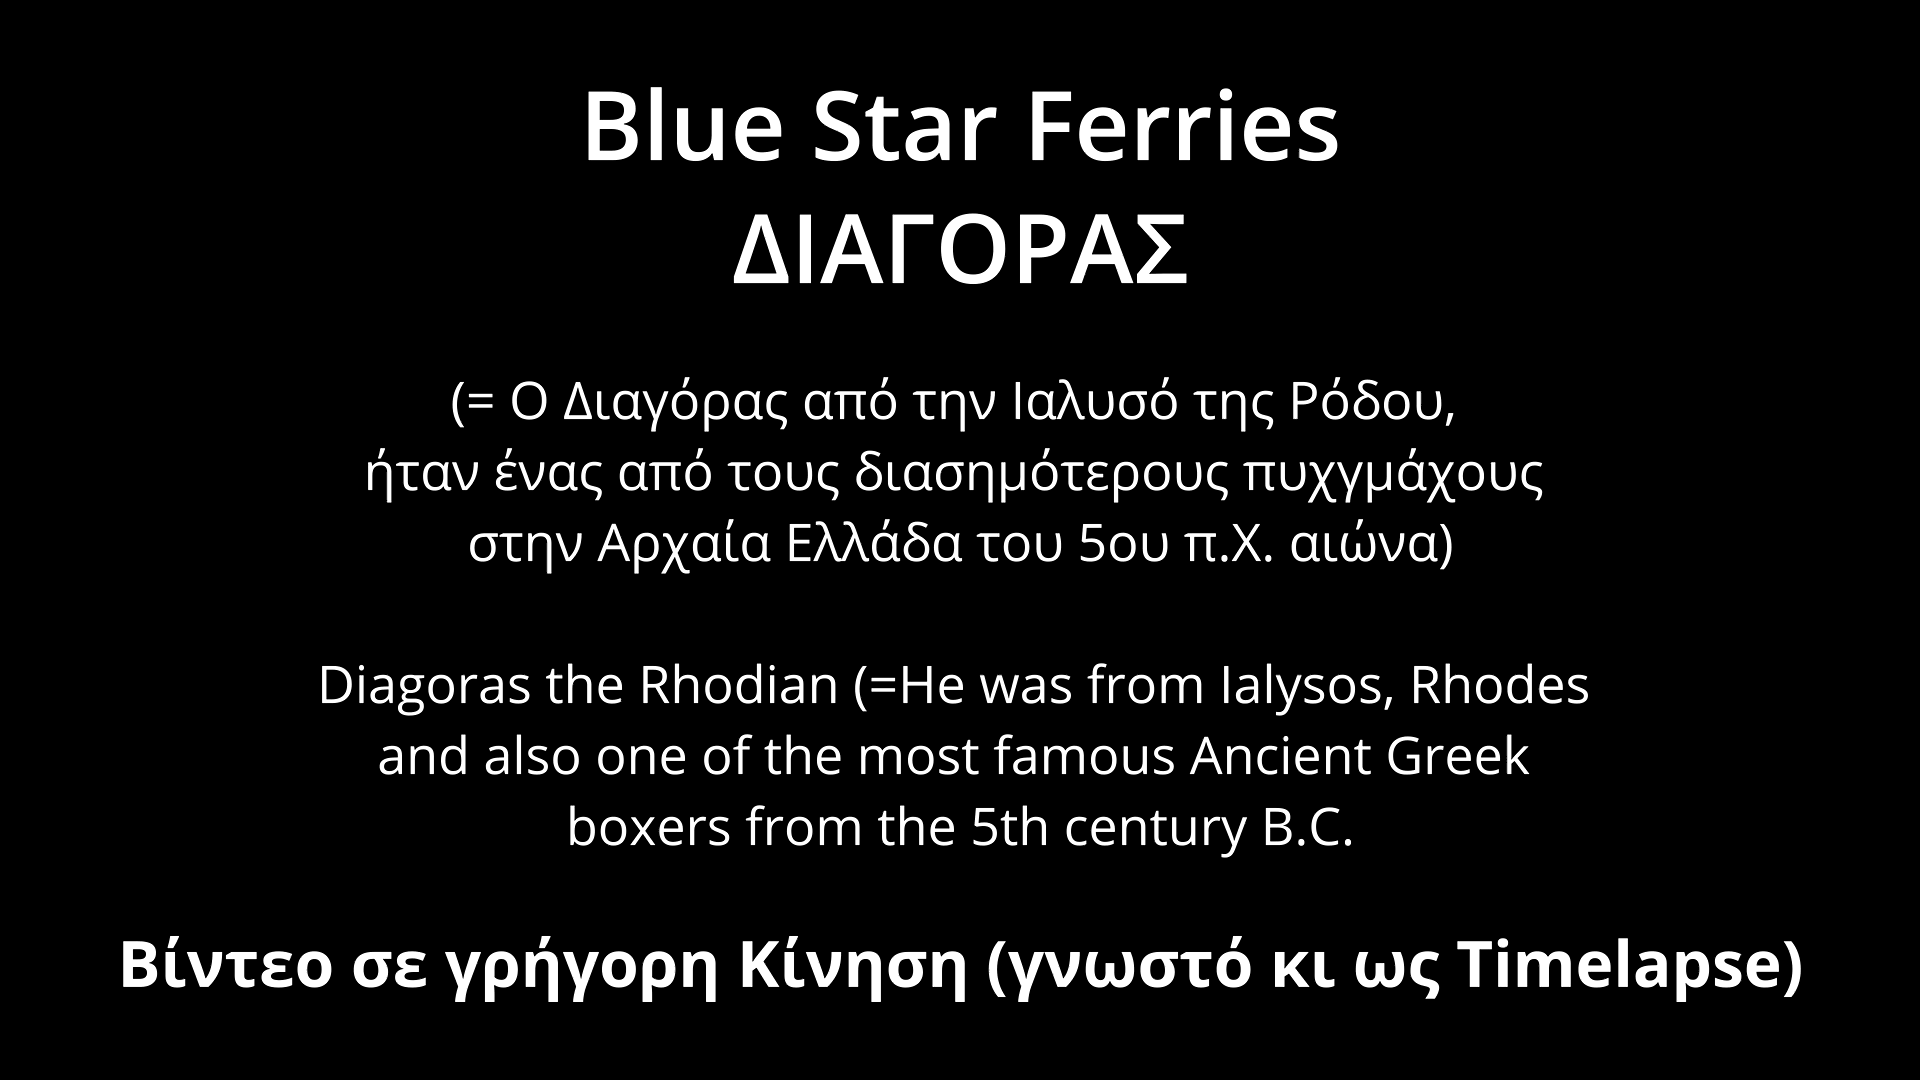 Blue Star Ferries
ΔΙΑΓΟΡΑΣ
(= Ο Διαγόρας από την Ιαλυσό της Ρόδου,
ήταν ένας από τους διασημότερους πυχγμάχους
στην Αρχαία Ελλάδα του 5ου π.Χ. αιώνα)
Diagoras the Rhodian (=He was from Ialysos, Rhodes
and also one of the most famous Ancient Greek
boxers from the 5th century B.C.
Βίντεο σε γρήγορη Κίνηση (γνωστό κι ως Timelapse)